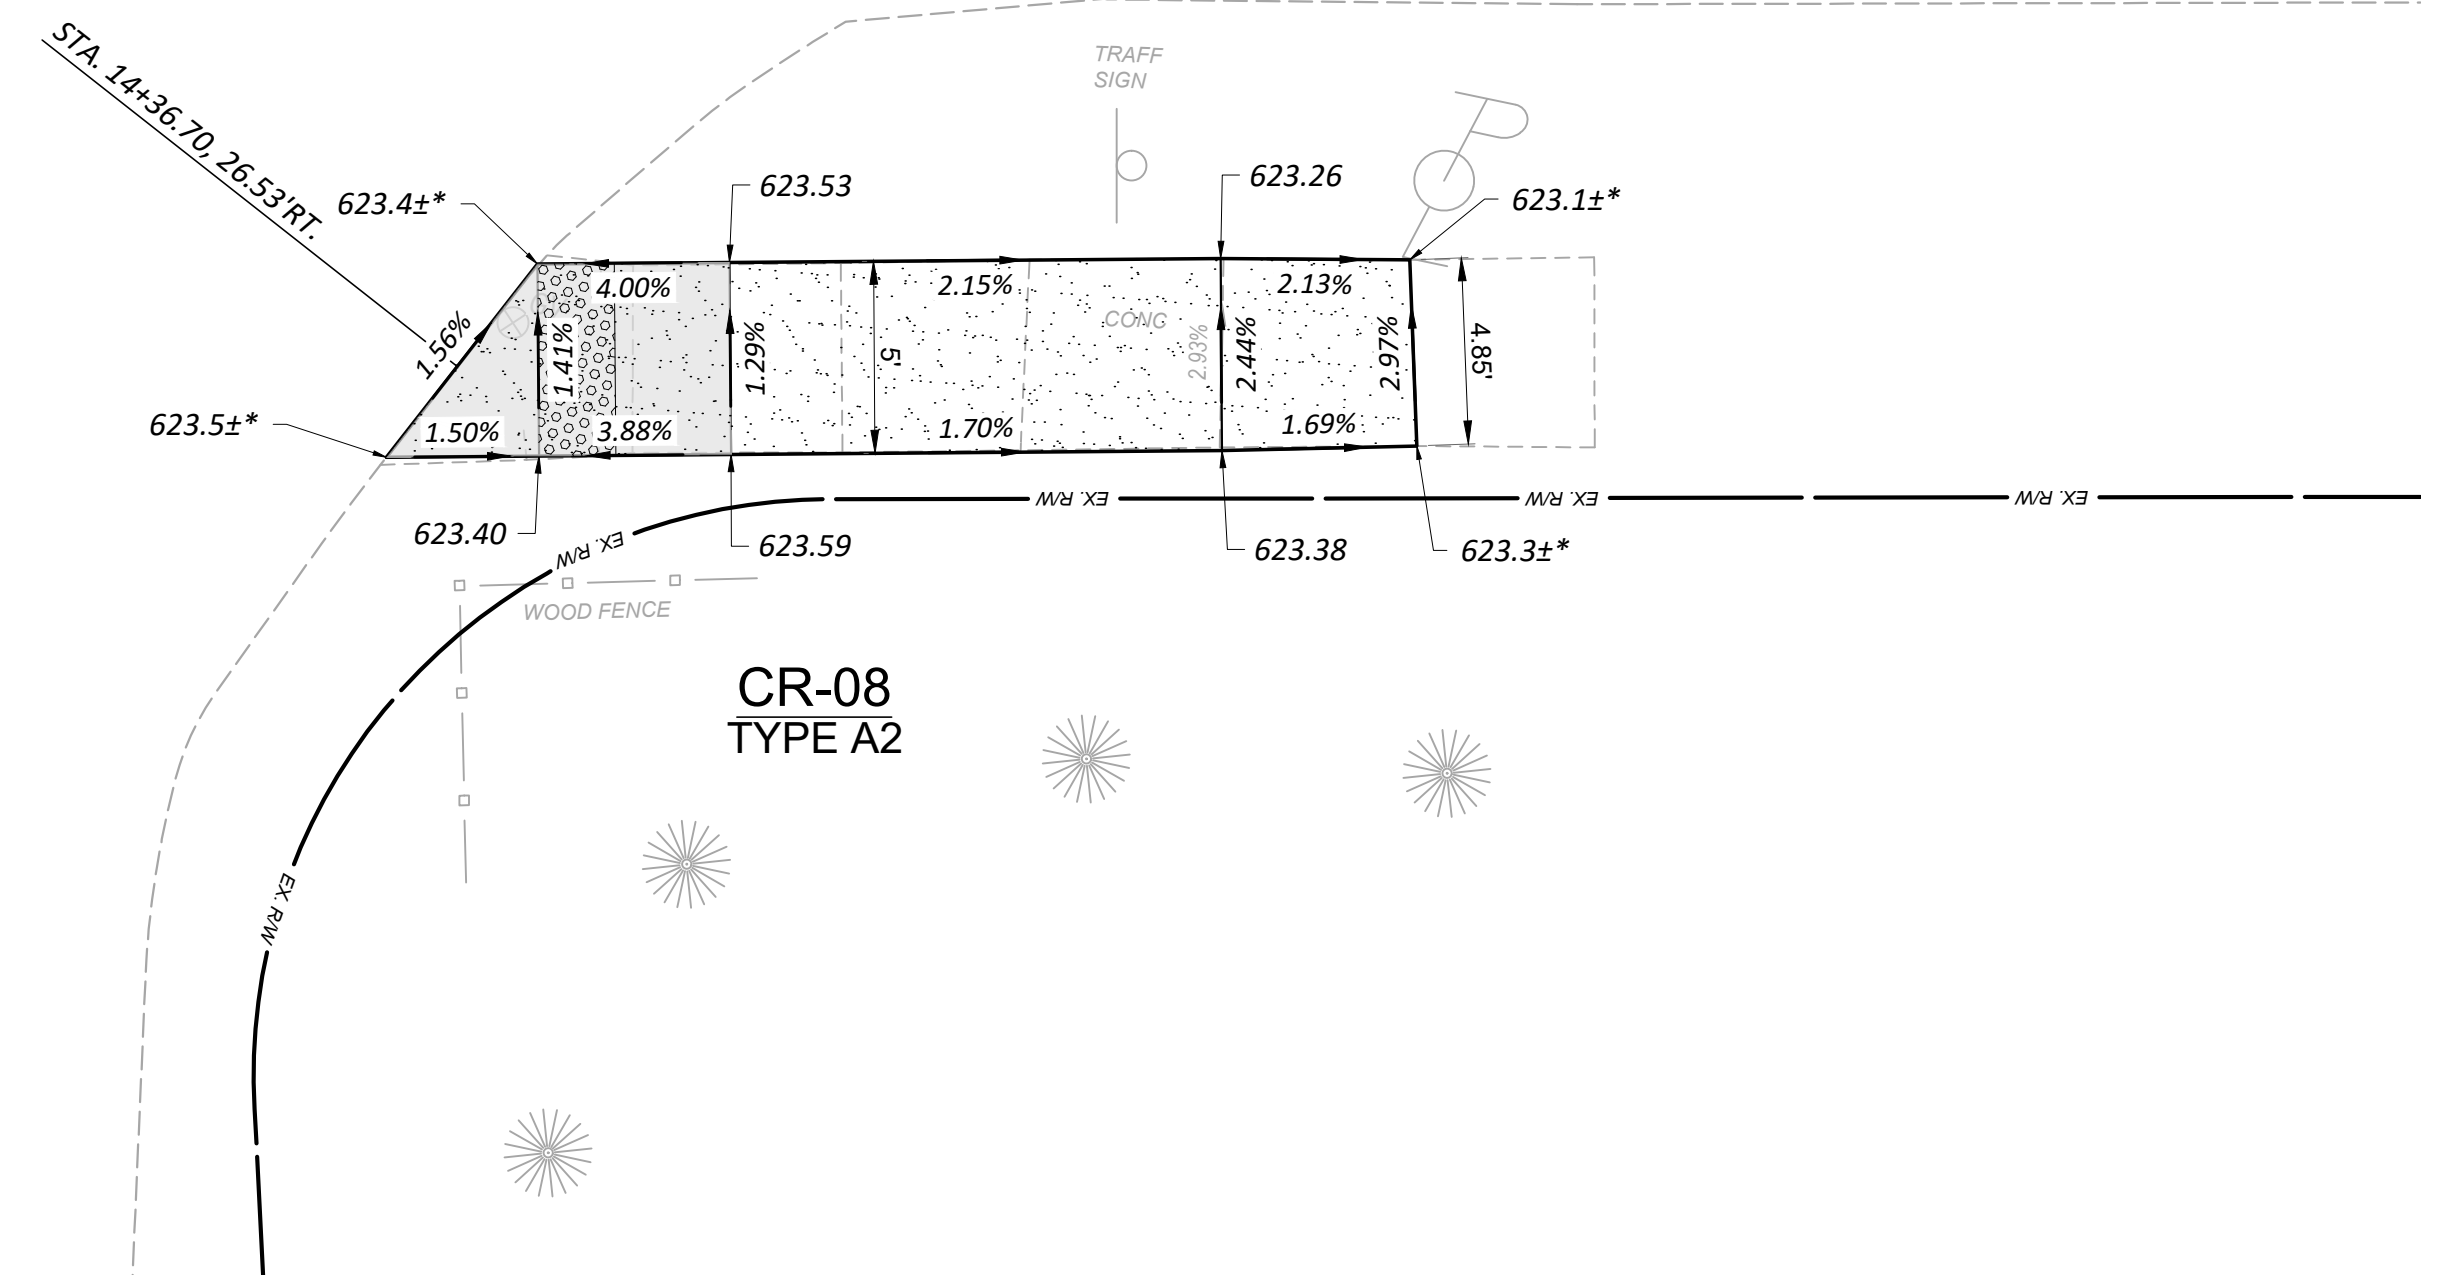 STA. 14+36.70, 26.53'RT.
TRAFF
SIGN
623.4±*
623.53
623.26
623.1±*
4.00%
2.15%
2.13%
1.56%
1.41%
1.29%
5'
CONC
2.93%
2.44%
2.97%
4.85'
623.5±*
1.50%
3.88%
1.70%
1.69%
EX. R/W
EX. R/W
EX. R/W
623.40
EX. R/W
623.59
623.38
623.3±*
WOOD FENCE
CR-08
TYPE A2
EX. R/W